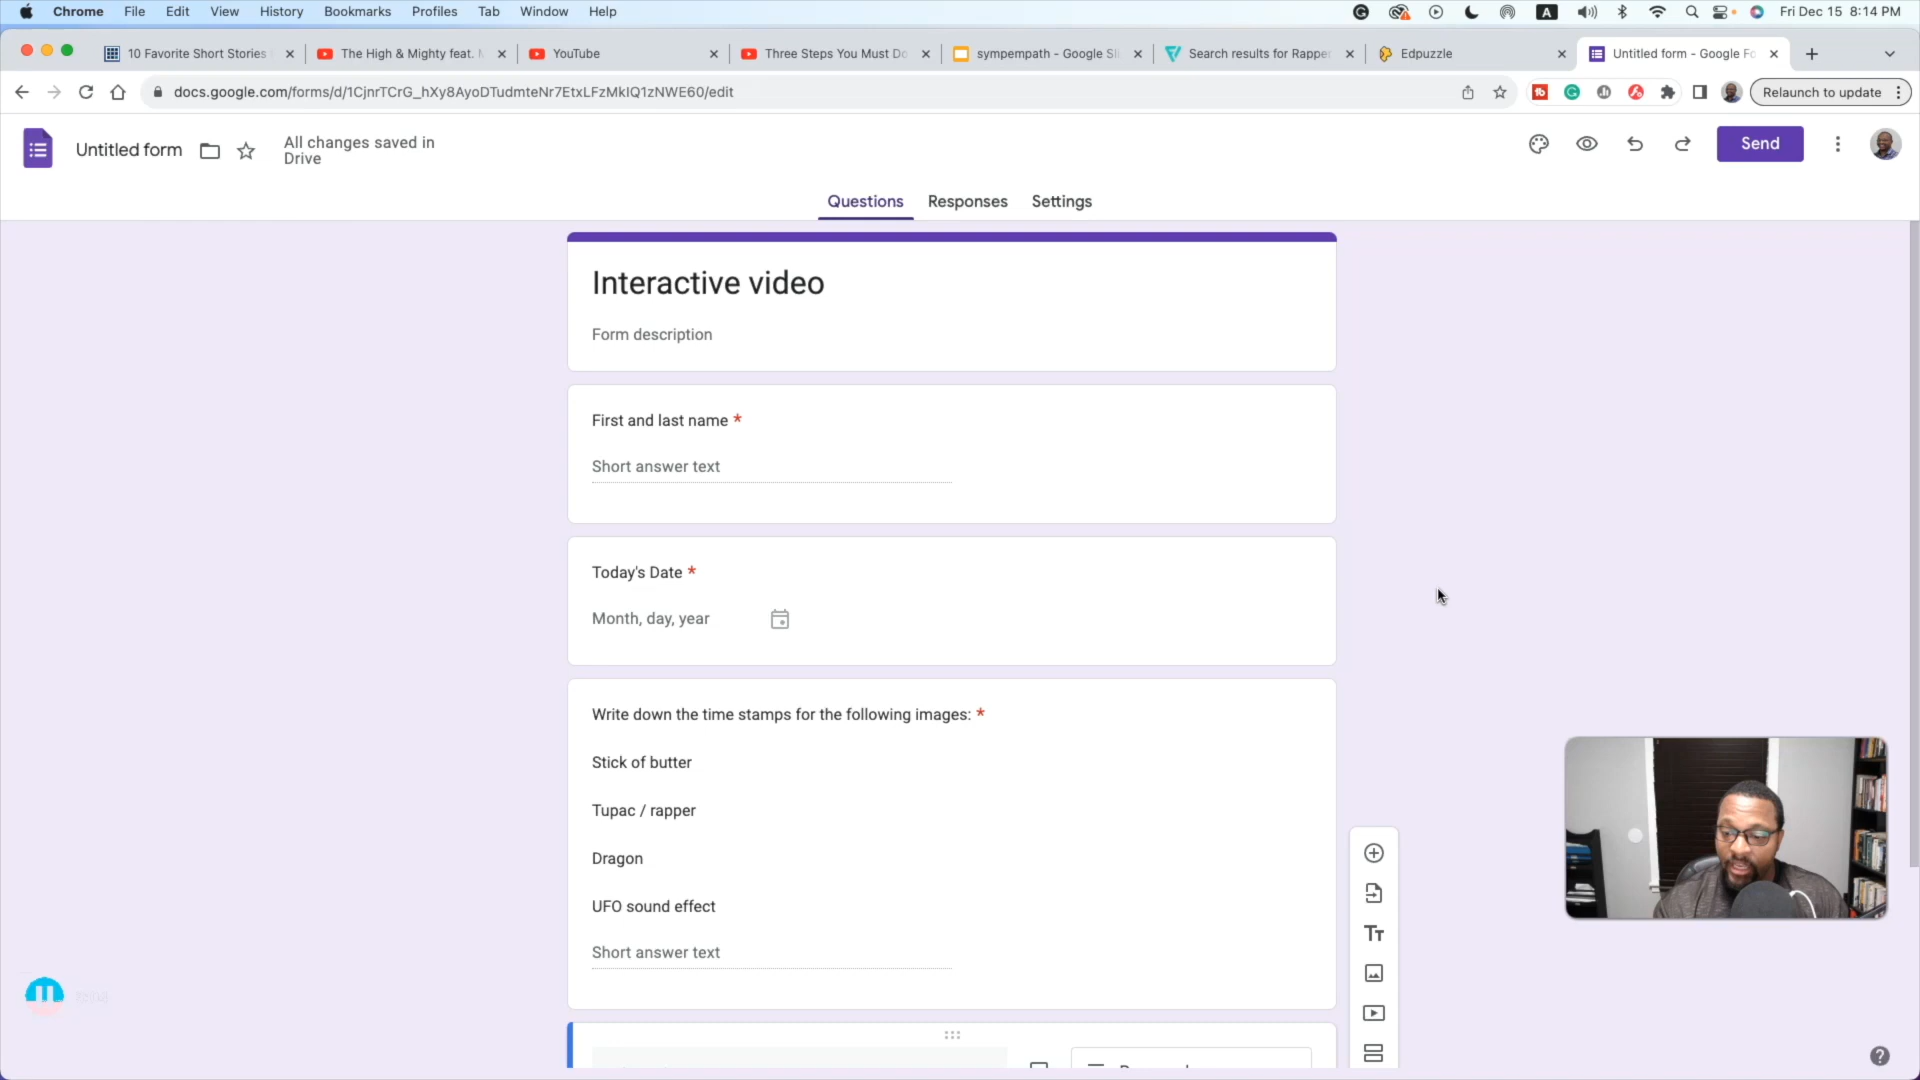 Chrome File Edit View History Bookmarks Profiles Tab Window Help
A
Fri Dec 15 8:14 PM
10 Favorite Short Stories
The High & Mighty feat.
YouTube
Three Steps You Must Do
sympempath - Google Sli
Search results for Rapper
Edpuzzle
Untitled form - Google Fo
docs.google.com/forms/d/1CjnrTCrG_hXy8AyoDTudmteNr7EtxLFzMkIQ1zNWE60/edit
Relaunch to update
Untitled form
All changes saved in
Drive
Send
Questions Responses Settings
Interactive video
Form description
First and last name *
Short answer text
Today's Date *
Month, day, year
Write down the time stamps for the following images: *
Stick of butter
Tupac / rapper
Dragon
UFO sound effect
Short answer text
Tт